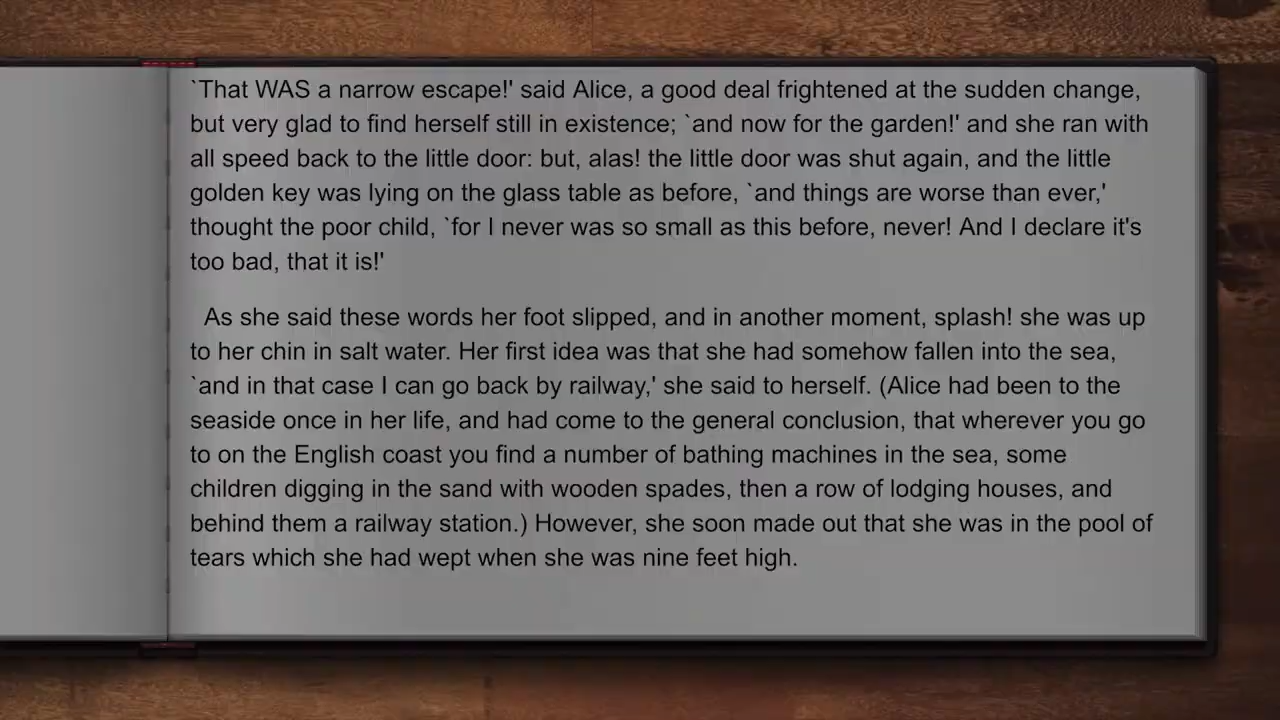 `That WAS a narrow escape!' said Alice, a good deal frightened at the sudden change,
but very glad to find herself still in existence; `and now for the garden!' and she ran with
all speed back to the little door: but, alas! the little door was shut again, and the little
golden key was lying on the glass table as before, `and things are worse than ever,'
thought the poor child, `for I never was so small as this before, never! And I declare it's
too bad, that it is!'
As she said these words her foot slipped, and in another moment, splash! she was up
to her chin in salt water. Her first idea was that she had somehow fallen into the sea,
`and in that case I can go back by railway,' she said to herself. (Alice had been to the
seaside once in her life, and had come to the general conclusion, that wherever you go
to on the English coast you find a number of bathing machines in the sea, some
children digging in the sand with wooden spades, then a row of lodging houses, and
behind them a railway station.) However, she soon made out that she was in the pool of
tears which she had wept when she was nine feet high.